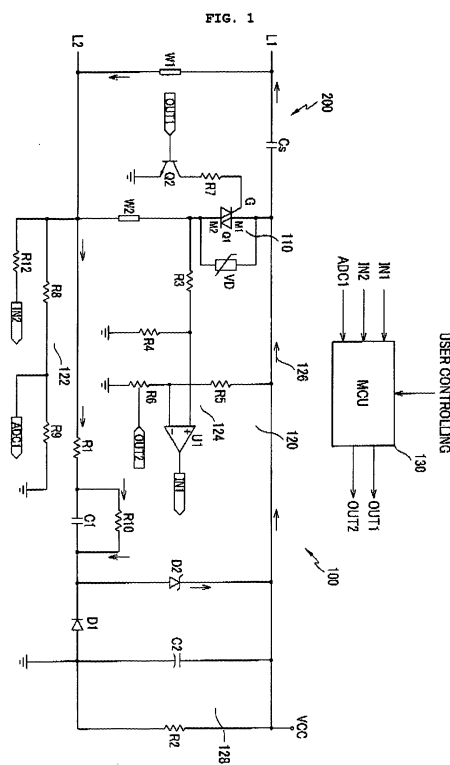 FIG. 1
L2
L1
W1
200
OUT1
Cs
Q2
R7
G
W2
M2
M1
Q1
110
VD
R12
IN2
R8
R3
R4
122
126
ADC1
R9
R6
R5
OUT2
124
120
U1
IN1
R1
R10
C1
D2
D1
C2
R2
128
VCC
100
USER CONTROLLING
IN1
IN2
ADC1
MCU
130
OUT1
OUT2